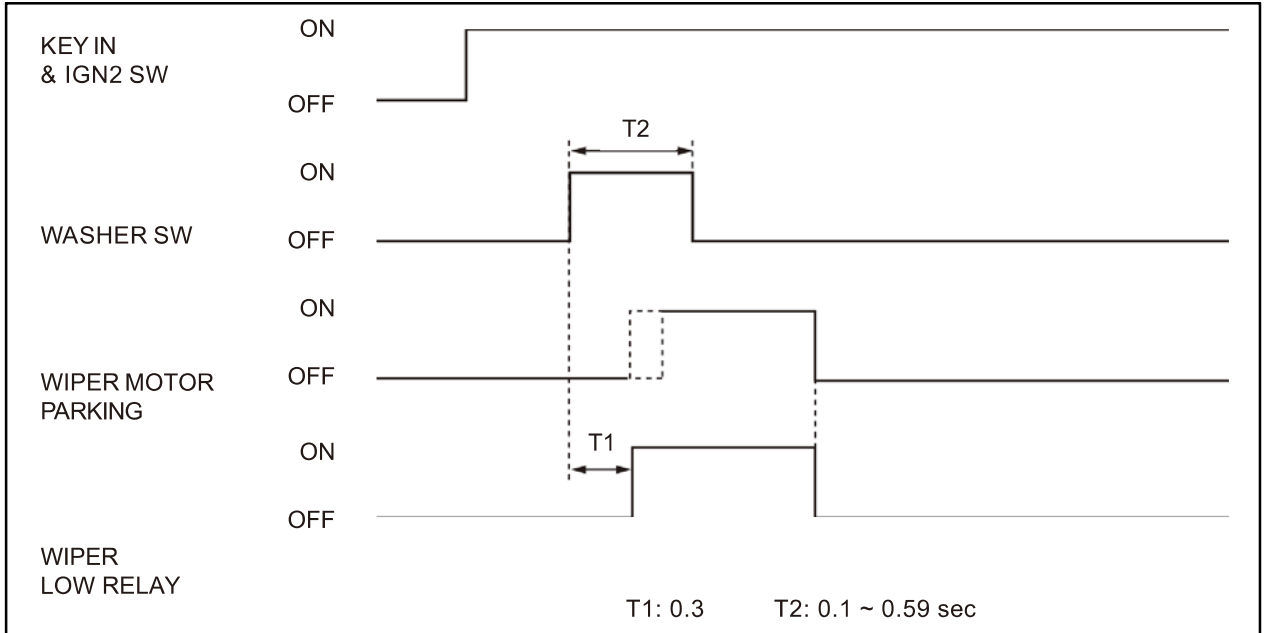 ON
KEY IN
& IGN2 SW
OFF
T2
ON
WASHER SW
OFF
ON
WIPER MOTOR
OFF
PARKING
T1
ON
OFF
WIPER
LOW RELAY
T1: 0.3 T2: 0.1 ~ 0.59 sec